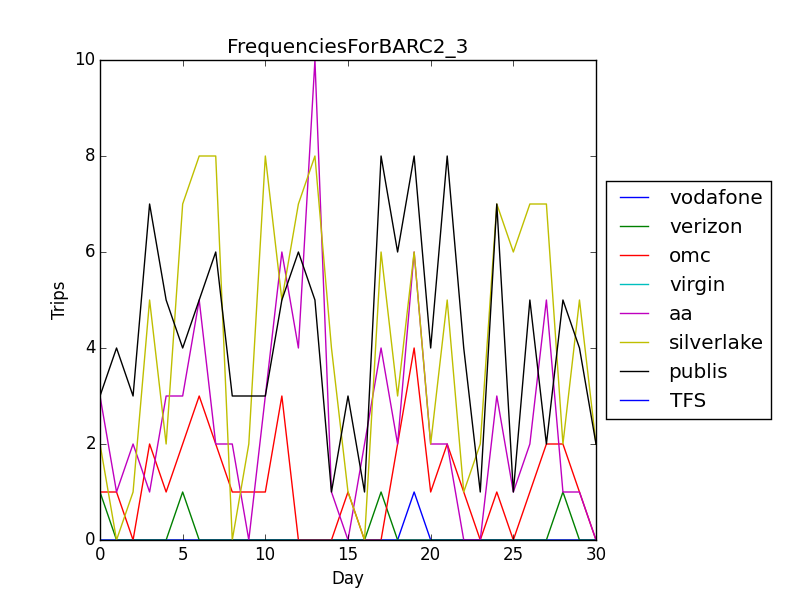 FrequenciesForBARC2_3
10
8
6
4
2
0
Trips
0 5 10 15 20 25 30
Day
vodafone
verizon
omc
virgin
aa
silverlake
publis
TFS